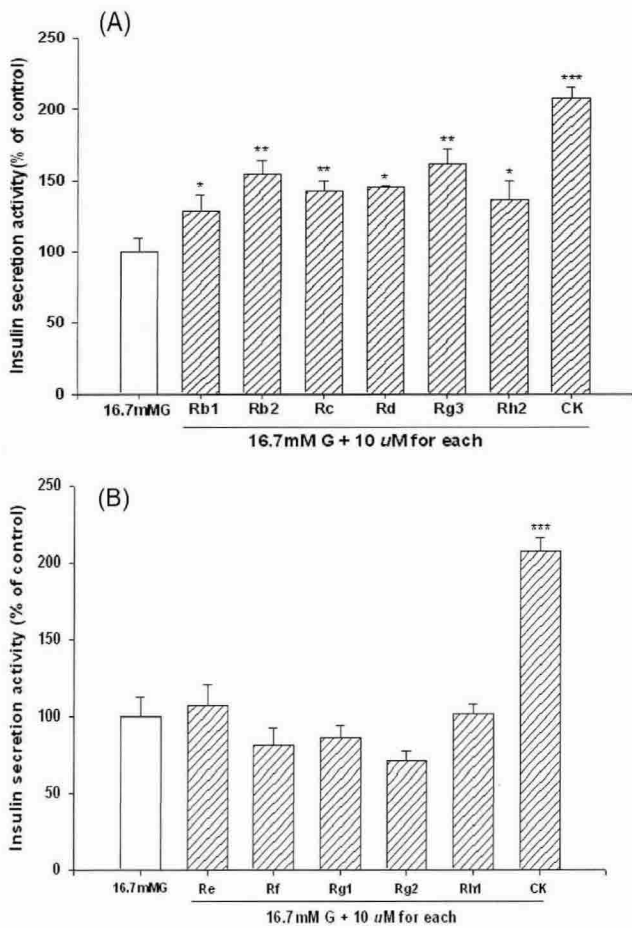 (A)
Insulin secretion activity(% of control)
250
200
150
100
50
0
*
**
**
*
**
*
***
16.7mMG Rb1 Rb2 Rc Rd Rg3 Rh2 CK
16.7mM G + 10 uM for each
(B)
Insulin secretion activity (% of control)
250
200
150
100
50
0
***
16.7mMG Re Rf Rg1 Rg2 Rh1 CK
16.7mM G + 10 uM for each